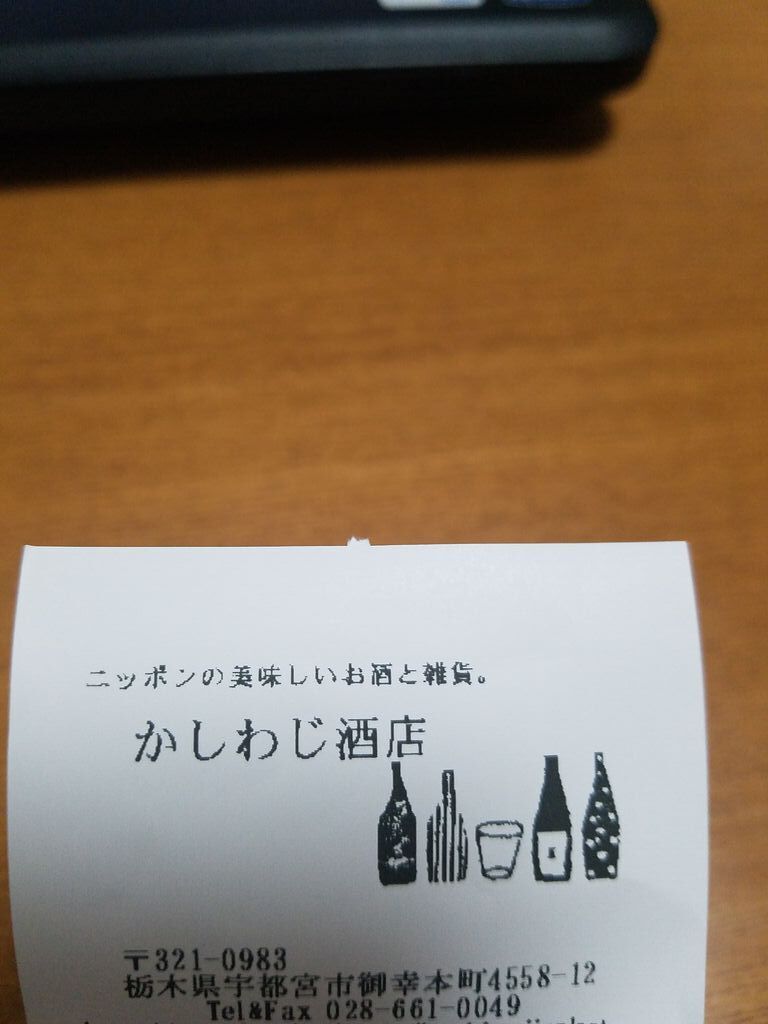 ニッポンの美味しいお酒と雑貨。
かしわじ酒店
〒321-0983
栃木県宇都宮市御幸本町4558-12
Tel&Fax 028-661-0049